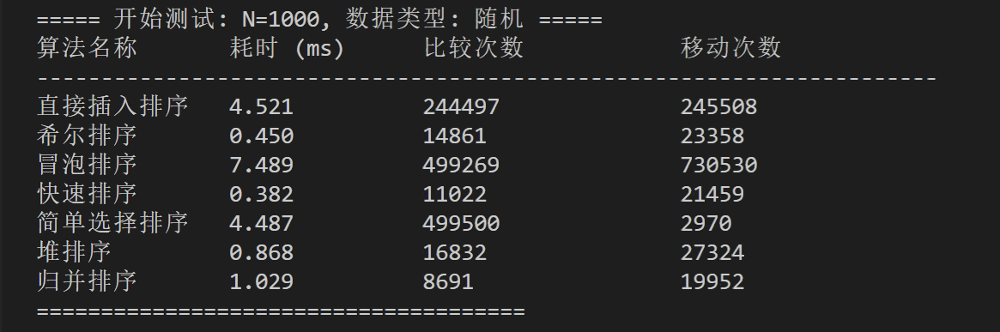 ===== 开始测试: N=1000, 数据类型: 随机 =====
算法名称 耗时 (ms) 比较次数 移动次数
----------------------------------------------------------------------
直接插入排序 4.521 244497 245508
希尔排序 0.450 14861 23358
冒泡排序 7.489 499269 730530
快速排序 0.382 11022 21459
简单选择排序 4.487 499500 2970
堆排序 0.868 16832 27324
归并排序 1.029 8691 19952
======================================